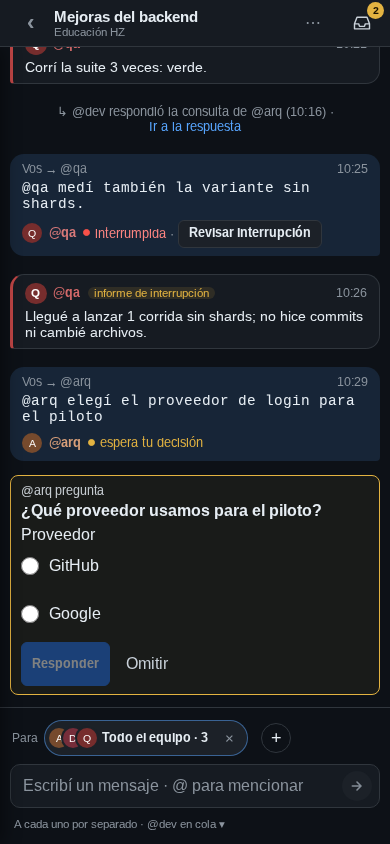 Mejoras del backend
Educación HZ
2
Corrí la suite 3 veces: verde.
↳ @dev respondió la consulta de @arq (10:16) ·
Ir a la respuesta
Vos → @qa 10:25
@qa medí también la variante sin
shards.
Q @qa Interrumpida · Revisar interrupción
Q @qa informe de interrupción 10:26
Llegué a lanzar 1 corrida sin shards; no hice commits
ni cambié archivos.
Vos → @arq 10:29
@arq elegí el proveedor de login para
el piloto
A @arq espera tu decisión
@arq pregunta
¿Qué proveedor usamos para el piloto?
Proveedor
GitHub
Google
Responder Omitir
Para A D Q Todo el equipo · 3 × +
Escribí un mensaje · @ para mencionar
A cada uno por separado · @dev en cola ▾